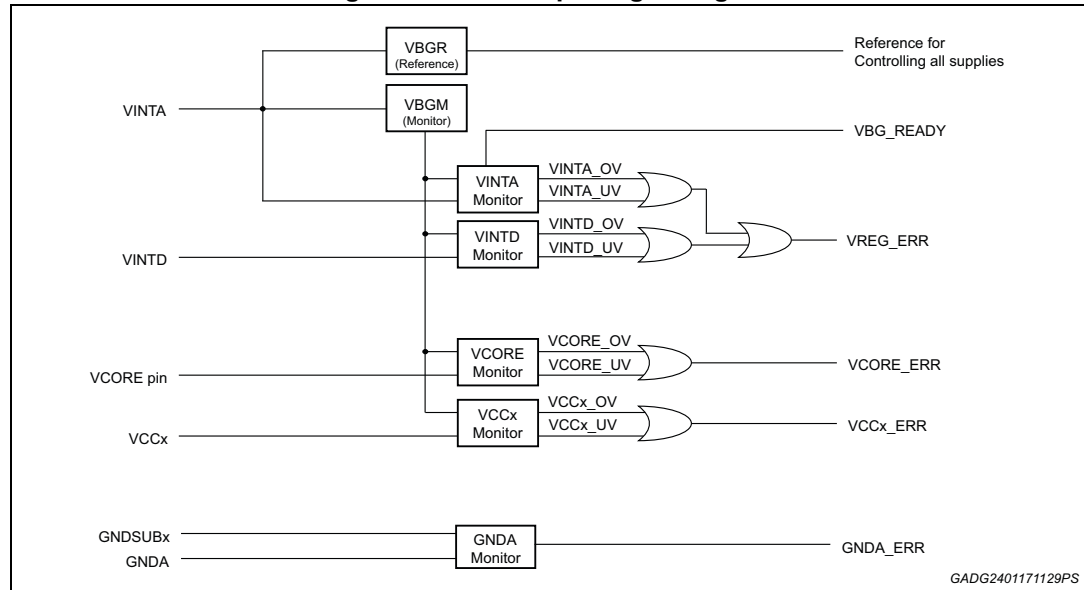 VBGR
(Reference)
Reference for
Controlling all supplies
VINTA
VBGM
(Monitor)
VBG_READY
VINTA
Monitor
VINTA_OV
VINTA_UV
VINTD
VINTD
Monitor
VINTD_OV
VINTD_UV
VREG_ERR
VCORE pin
VCORE
Monitor
VCORE_OV
VCORE_UV
VCORE_ERR
VCCx
VCCx
Monitor
VCCx_OV
VCCx_UV
VCCx_ERR
GNDSUBx
GNDA
GNDA
Monitor
GNDA_ERR
GADG2401171129PS